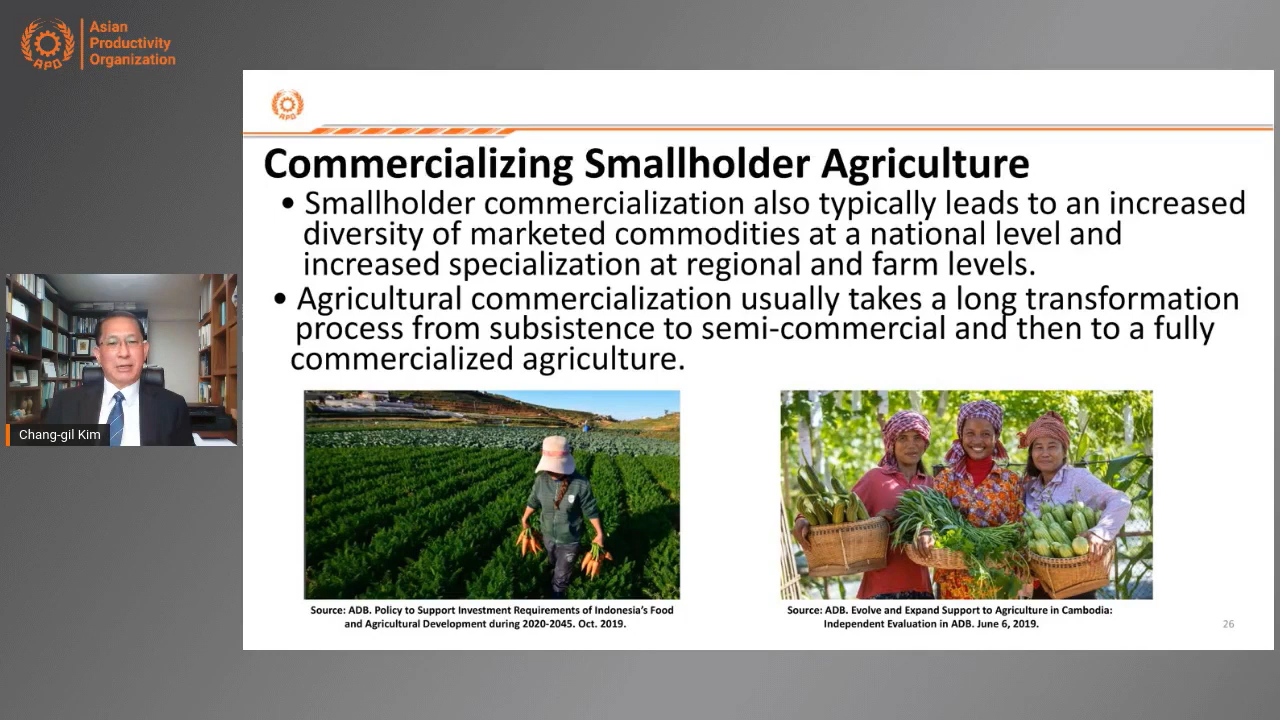 Asian
Productivity
Organization
APO
APO
Commercializing Smallholder Agriculture
• Smallholder commercialization also typically leads to an increased
diversity of marketed commodities at a national level and
increased specialization at regional and farm levels.
• Agricultural commercialization usually takes a long transformation
process from subsistence to semi-commercial and then to a fully
commercialized agriculture.
Chang-gil Kim
Source: ADB. Policy to Support Investment Requirements of Indonesia's Food
and Agricultural Development during 2020-2045. Oct. 2019.
Source: ADB. Evolve and Expand Support to Agriculture in Cambodia:
Independent Evaluation in ADB. June 6, 2019.
26